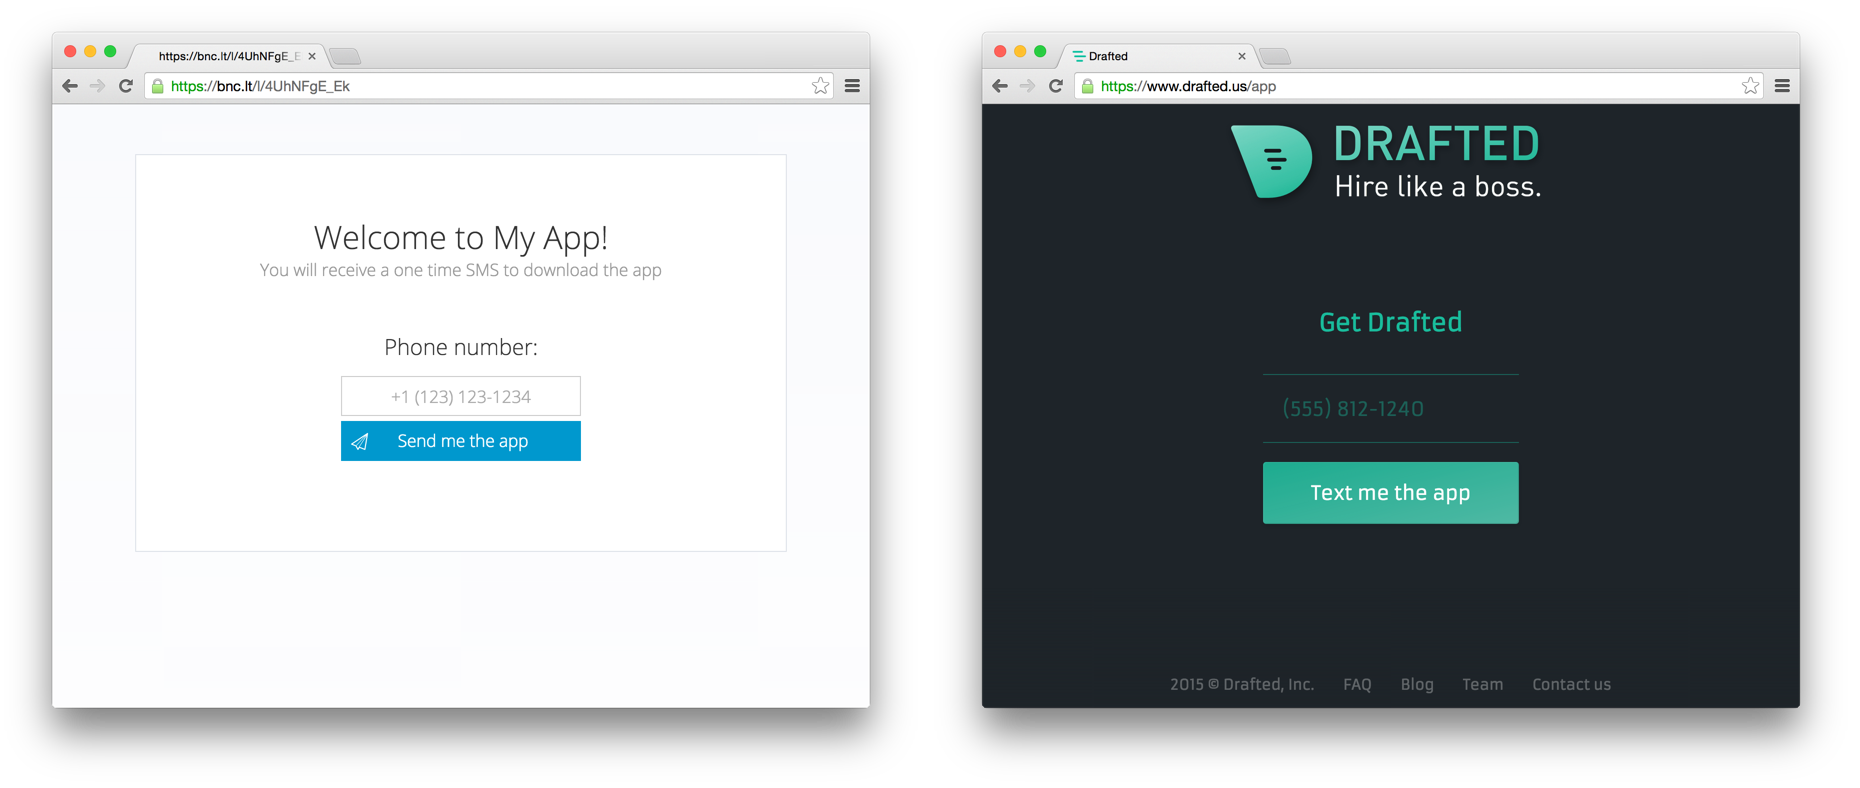 https://bnc.lt/l/4UhNFgE_E
https://bnc.lt/l/4UhNFgE_Ek
Welcome to My App!
You will receive a one time SMS to download the app
Phone number:
+1 (123) 123-1234
Send me the app
Drafted
https://www.drafted.us/app
DRAFTED
Hire like a boss.
Get Drafted
(555) 812-1240
Text me the app
2015 © Drafted, Inc. FAQ Blog Team Contact us